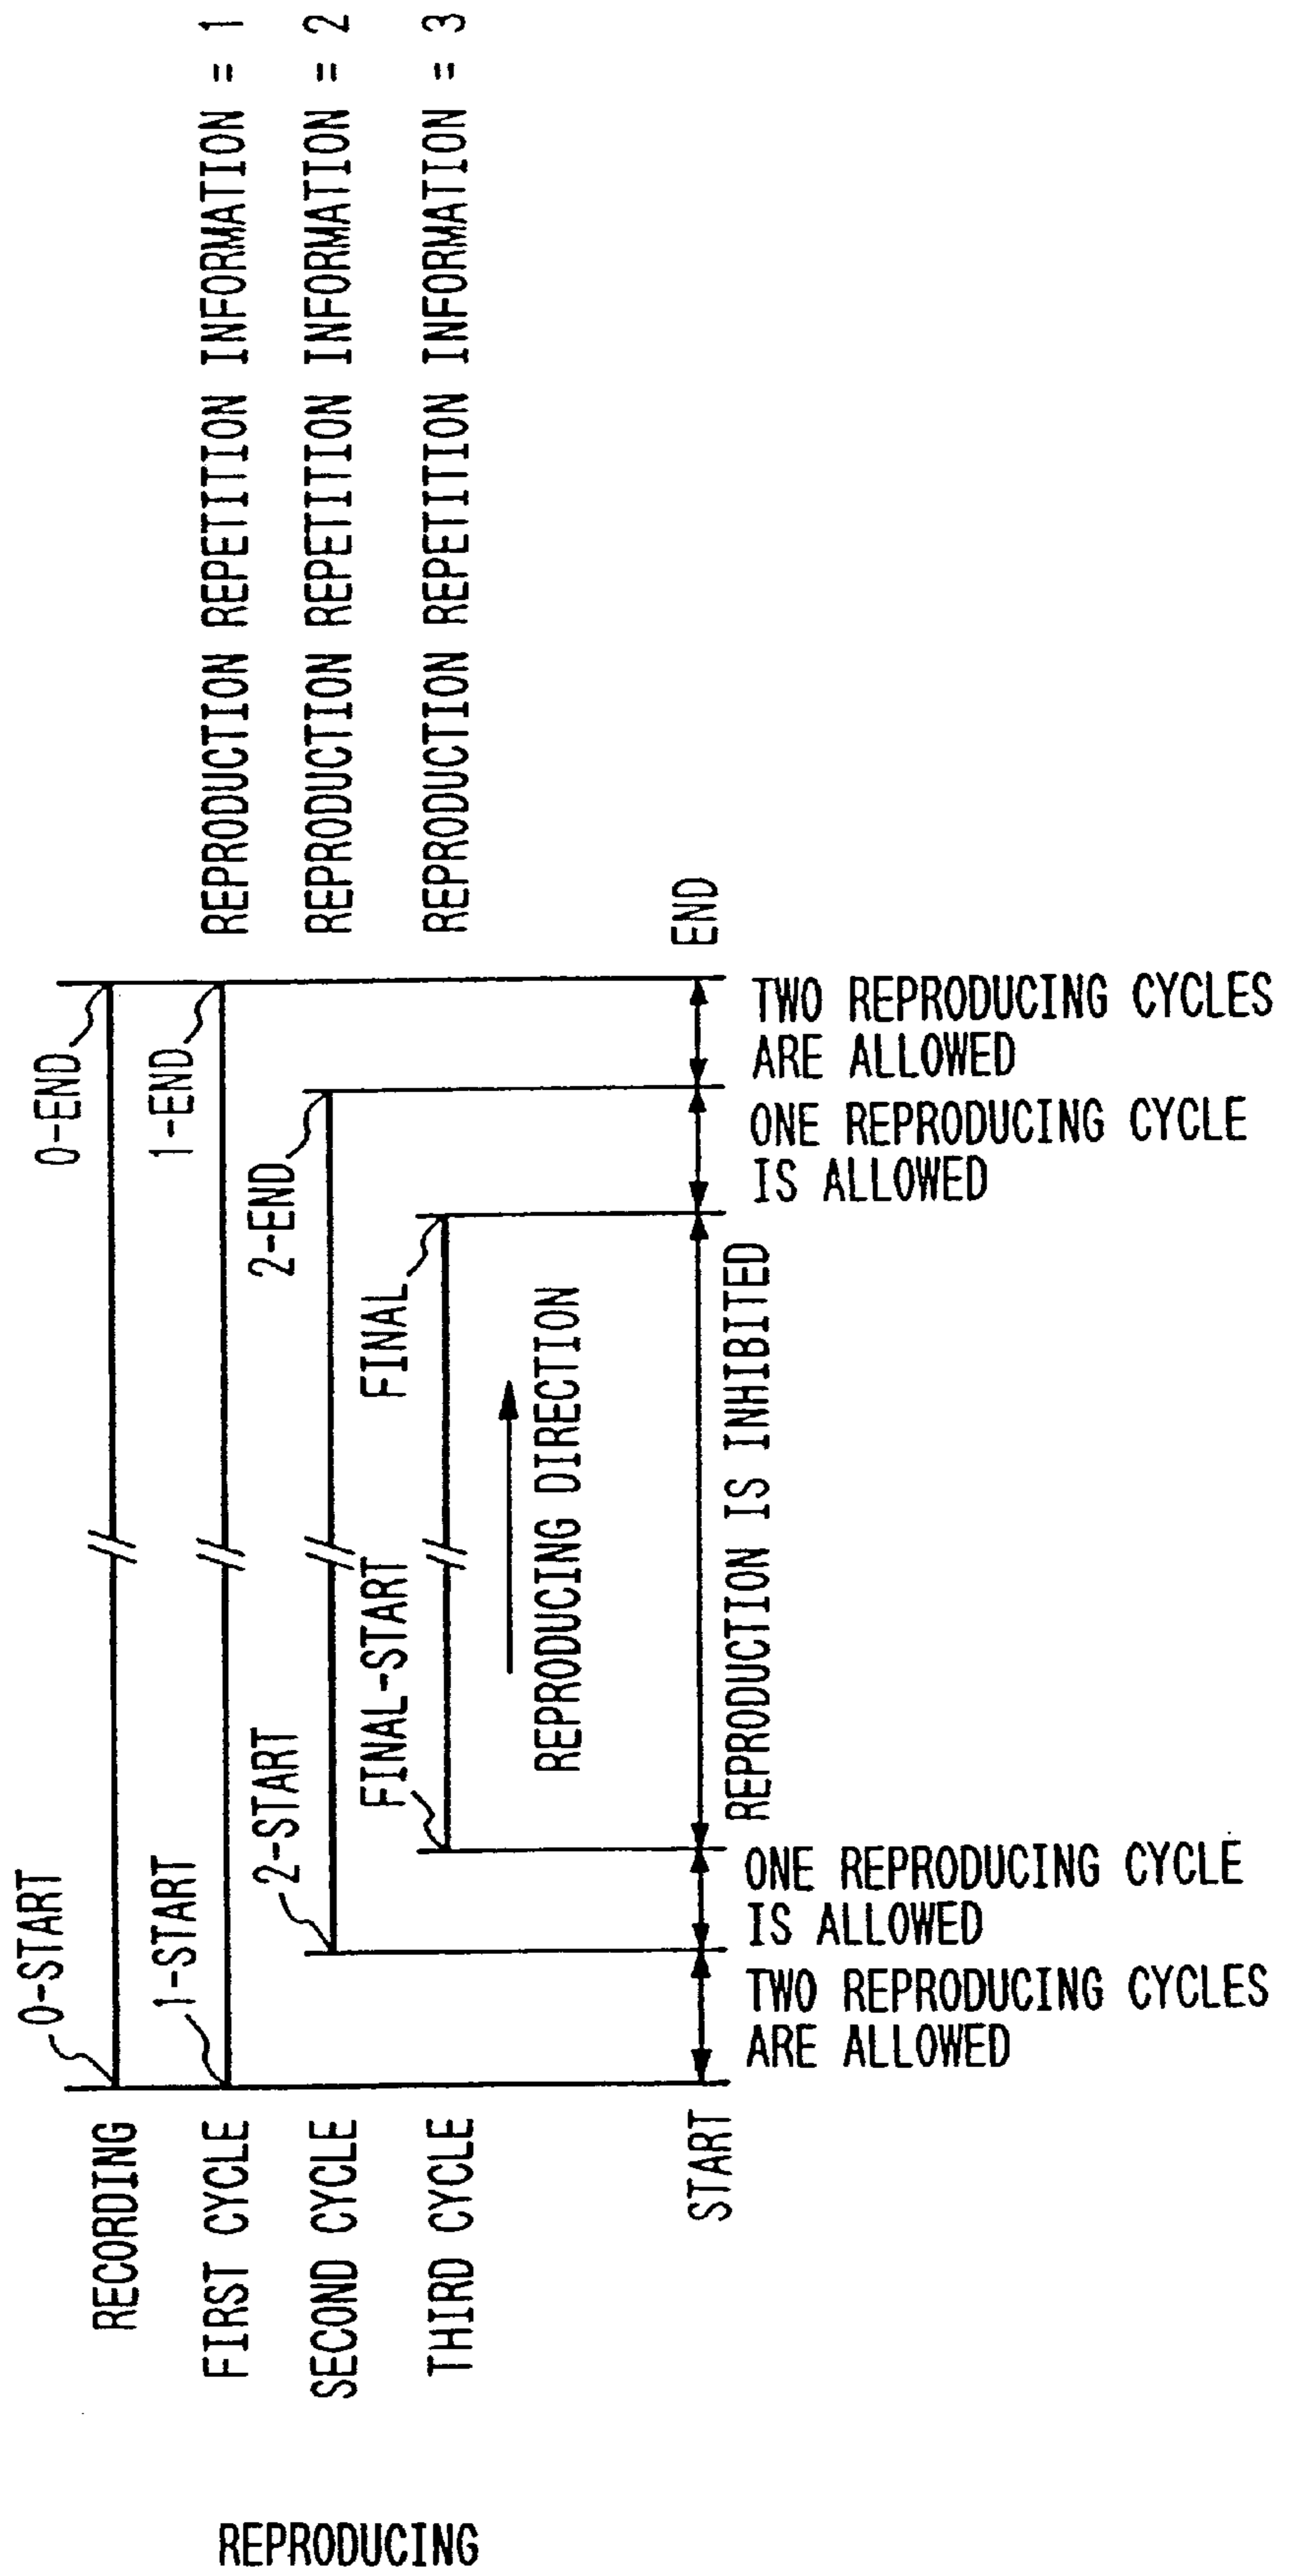 0-START
0-END
RECORDING
1-START
1-END
FIRST CYCLE
REPRODUCTION REPETITION INFORMATION = 1
2-START
2-END
REPRODUCING
SECOND CYCLE
REPRODUCTION REPETITION INFORMATION = 2
FINAL-START
FINAL
THIRD CYCLE
REPRODUCTION REPETITION INFORMATION = 3
REPRODUCING DIRECTION
START
END
REPRODUCTION IS INHIBITED
TWO REPRODUCING CYCLES
ARE ALLOWED
ONE REPRODUCING CYCLE
IS ALLOWED
ONE REPRODUCING CYCLE
IS ALLOWED
TWO REPRODUCING CYCLES
ARE ALLOWED